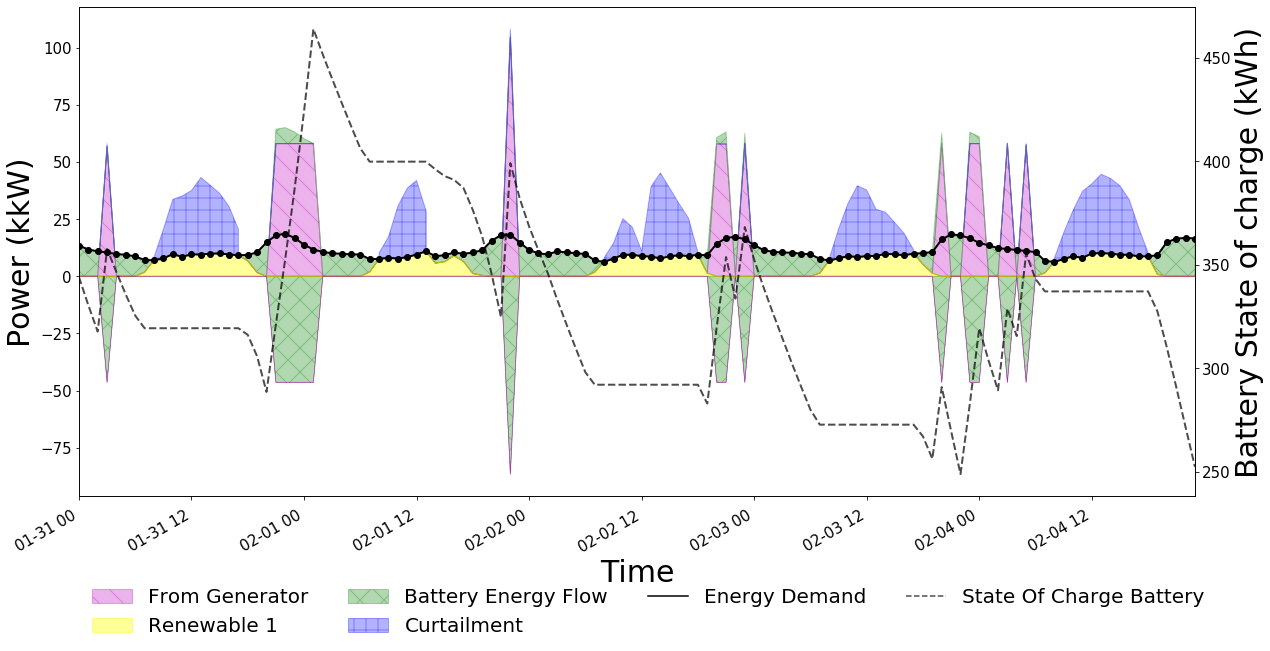 Power (kkW)
100
75
50
25
0
−25
−50
−75
Battery State of charge (kWh)
450
400
350
300
250
01-31 00
01-31 12
02-01 00
02-01 12
02-02 00
02-02 12
02-03 00
02-03 12
02-04 00
02-04 12
Time
From Generator
Battery Energy Flow
Energy Demand
State Of Charge Battery
Renewable 1
Curtailment